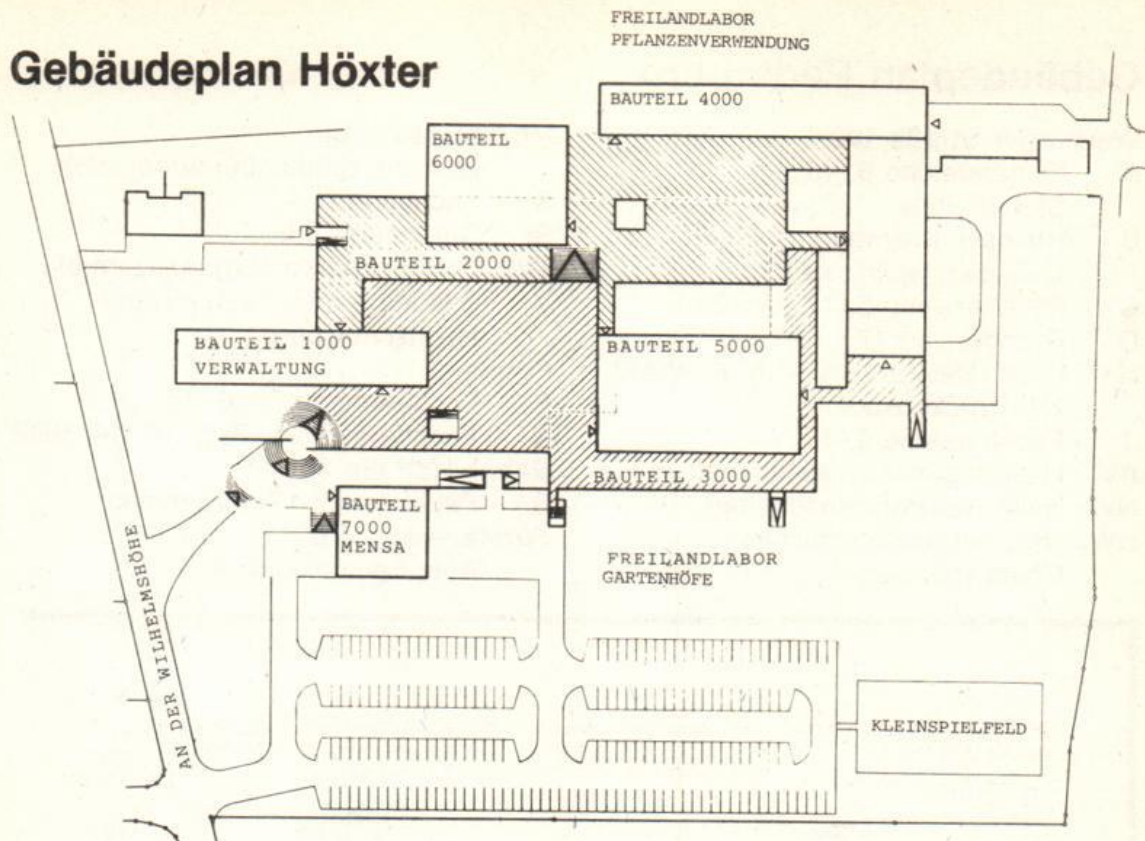 FREILANDLABOR
PFLANZENVERWENDUNG
Gebäudeplan Höxter
BAUTEIL 4000
BAUTEIL
6000
BAUTEIL 2000
BAUTEIL 1000
VERWALTUNG
BAUTEIL 5000
BAUTEIL 3000
BAUTEIL
7000
MENSA
FREILANDLABOR
GARTENHÖFE
AN DER WILHELMSHÖHE
KLEINSPIELFELD